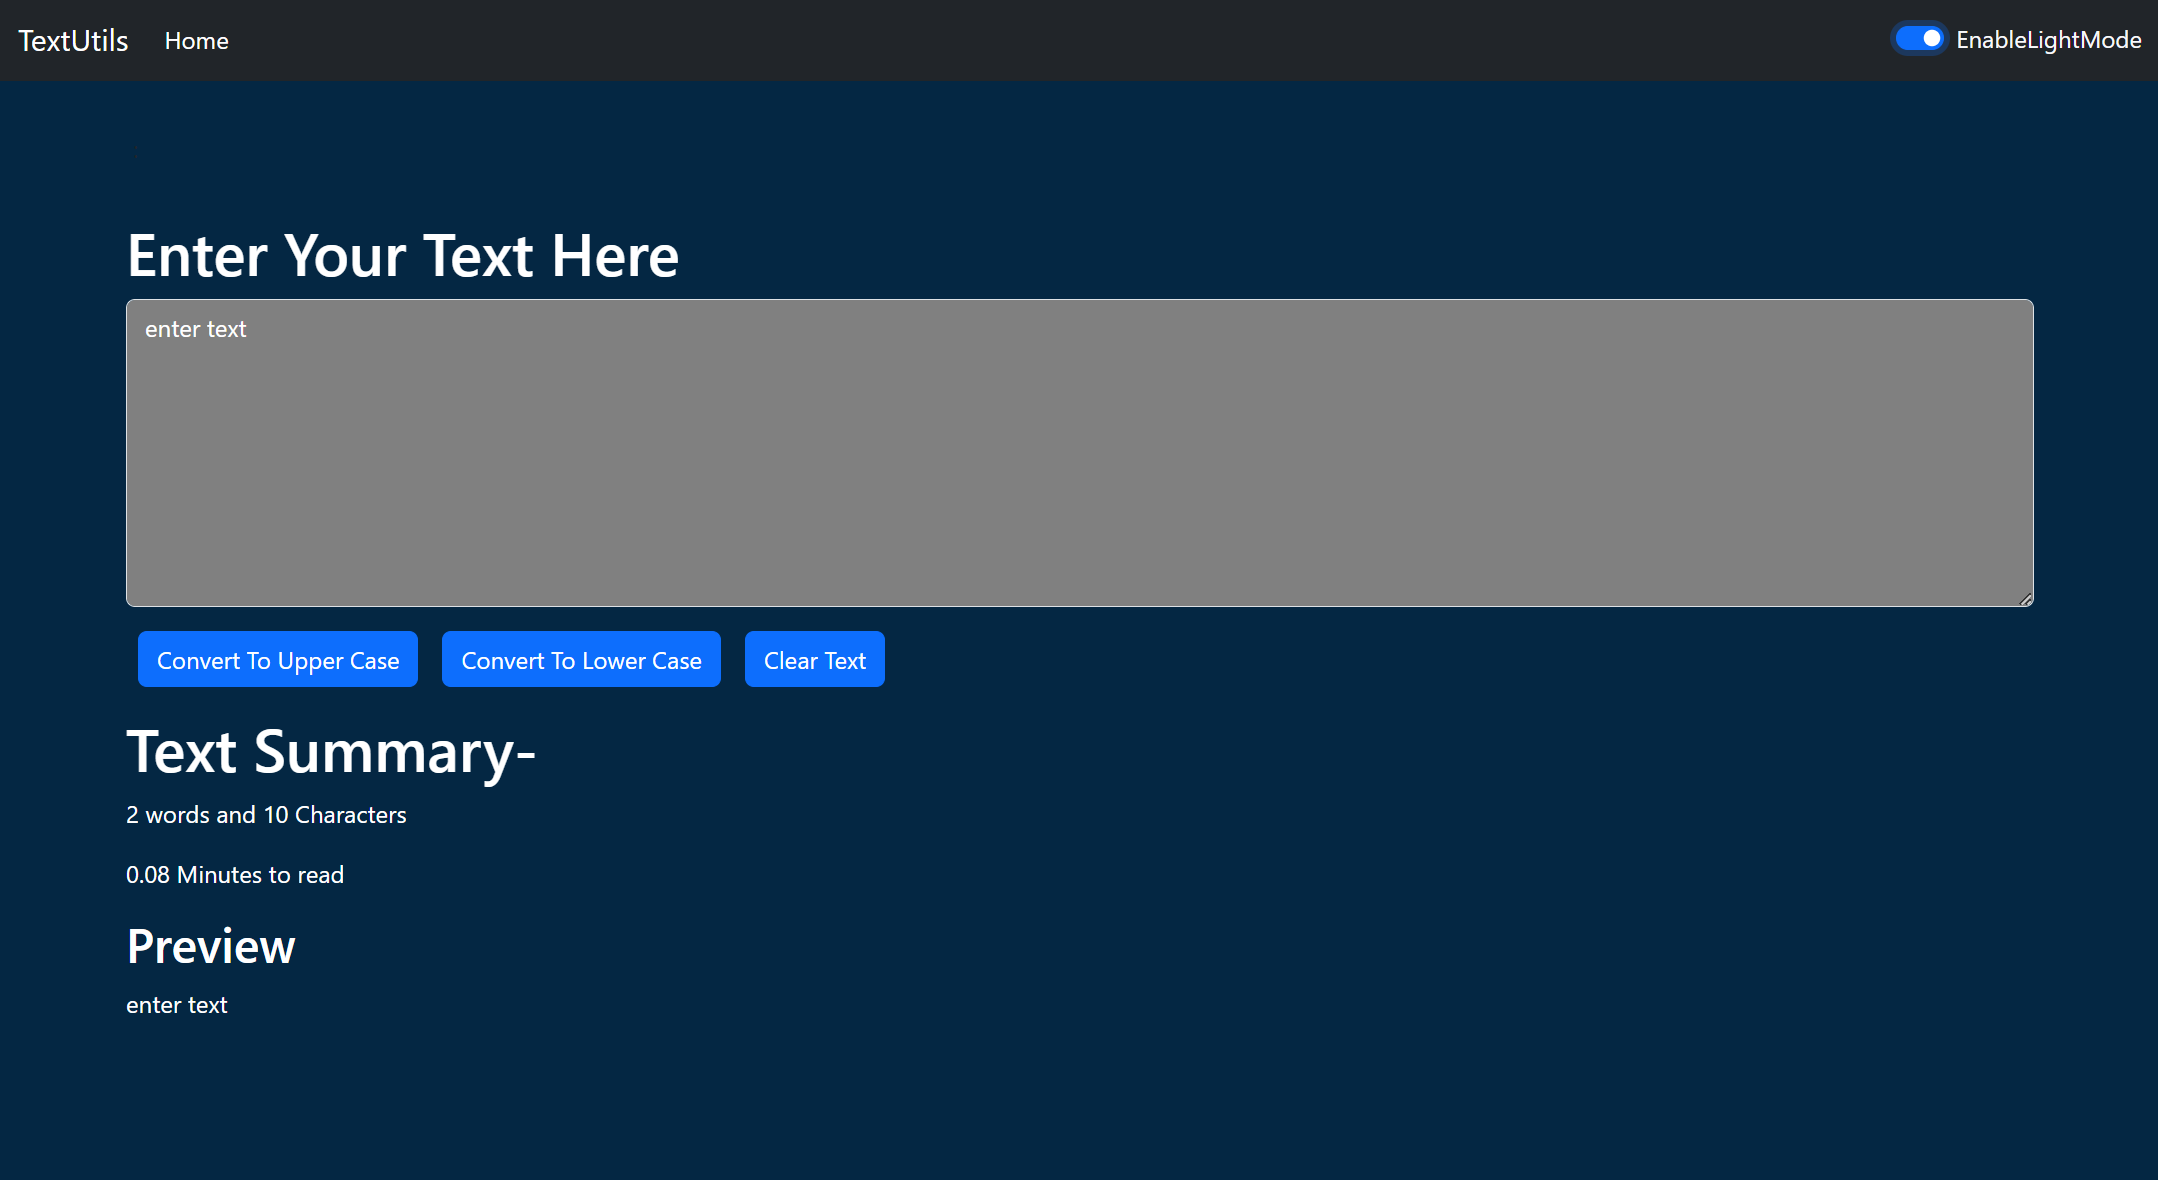 TextUtils Home EnableLightMode
:
Enter Your Text Here
enter text
Convert To Upper Case Convert To Lower Case Clear Text
Text Summary-
2 words and 10 Characters
0.08 Minutes to read
Preview
enter text